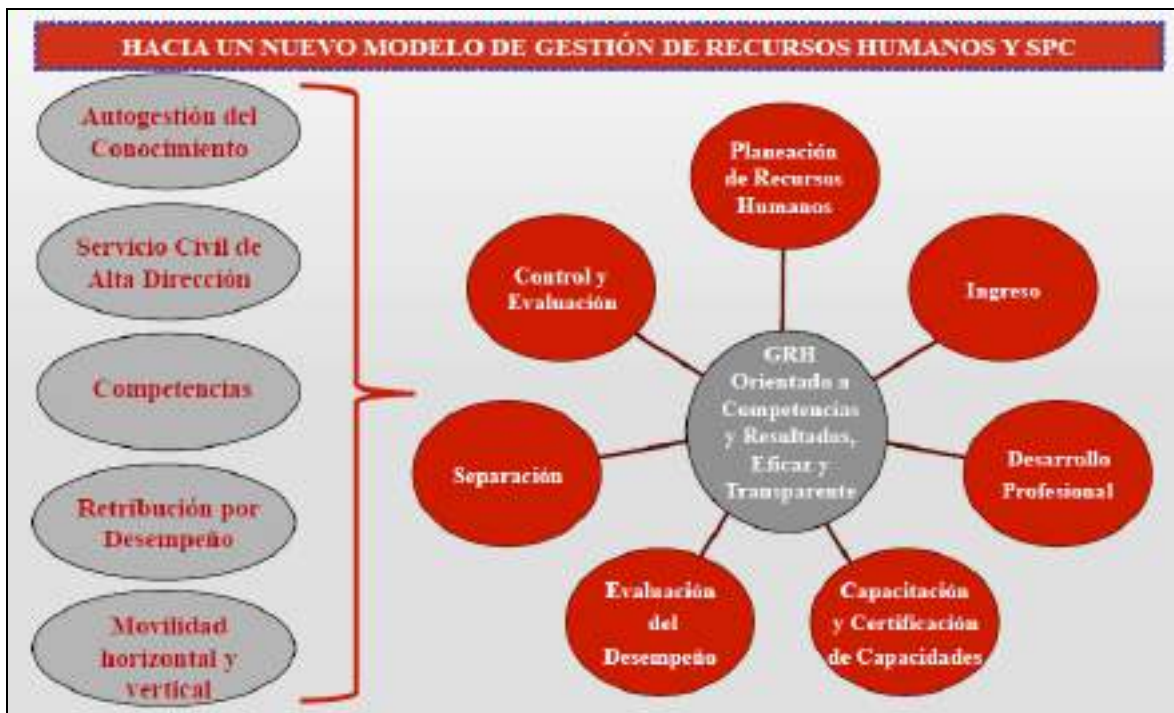 HACIA UN NUEVO MODELO DE GESTIÓN DE RECURSOS HUMANOS Y SPC
Autogestión del
Conocimiento
Servicio Civil de
Alta Dirección
Competencias
Retribución por
Desempeño
Movilidad
horizontal y
vertical
Planeación
de Recursos
Humanos
Ingreso
Desarrollo
Profesional
Capacitación
y Certificación
de Capacidades
Evaluación
del
Desempeño
Separación
Control y
Evaluación
GRH
Orientado a
Competencias
y Resultados,
Eficaz y
Transparente